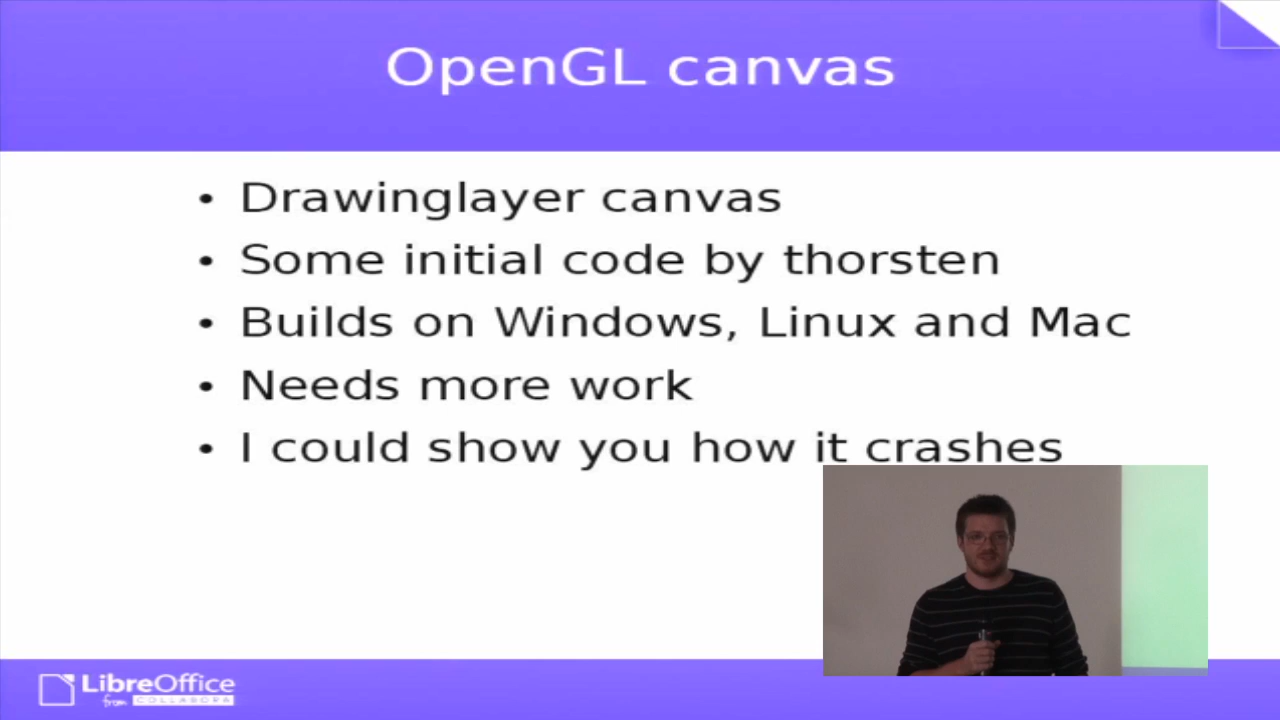 OpenGL canvas
• Drawinglayer canvas
• Some initial code by thorsten
• Builds on Windows, Linux and Mac
• Needs more work
• I could show you how it crashes
LibreOffice
from COLLABORA